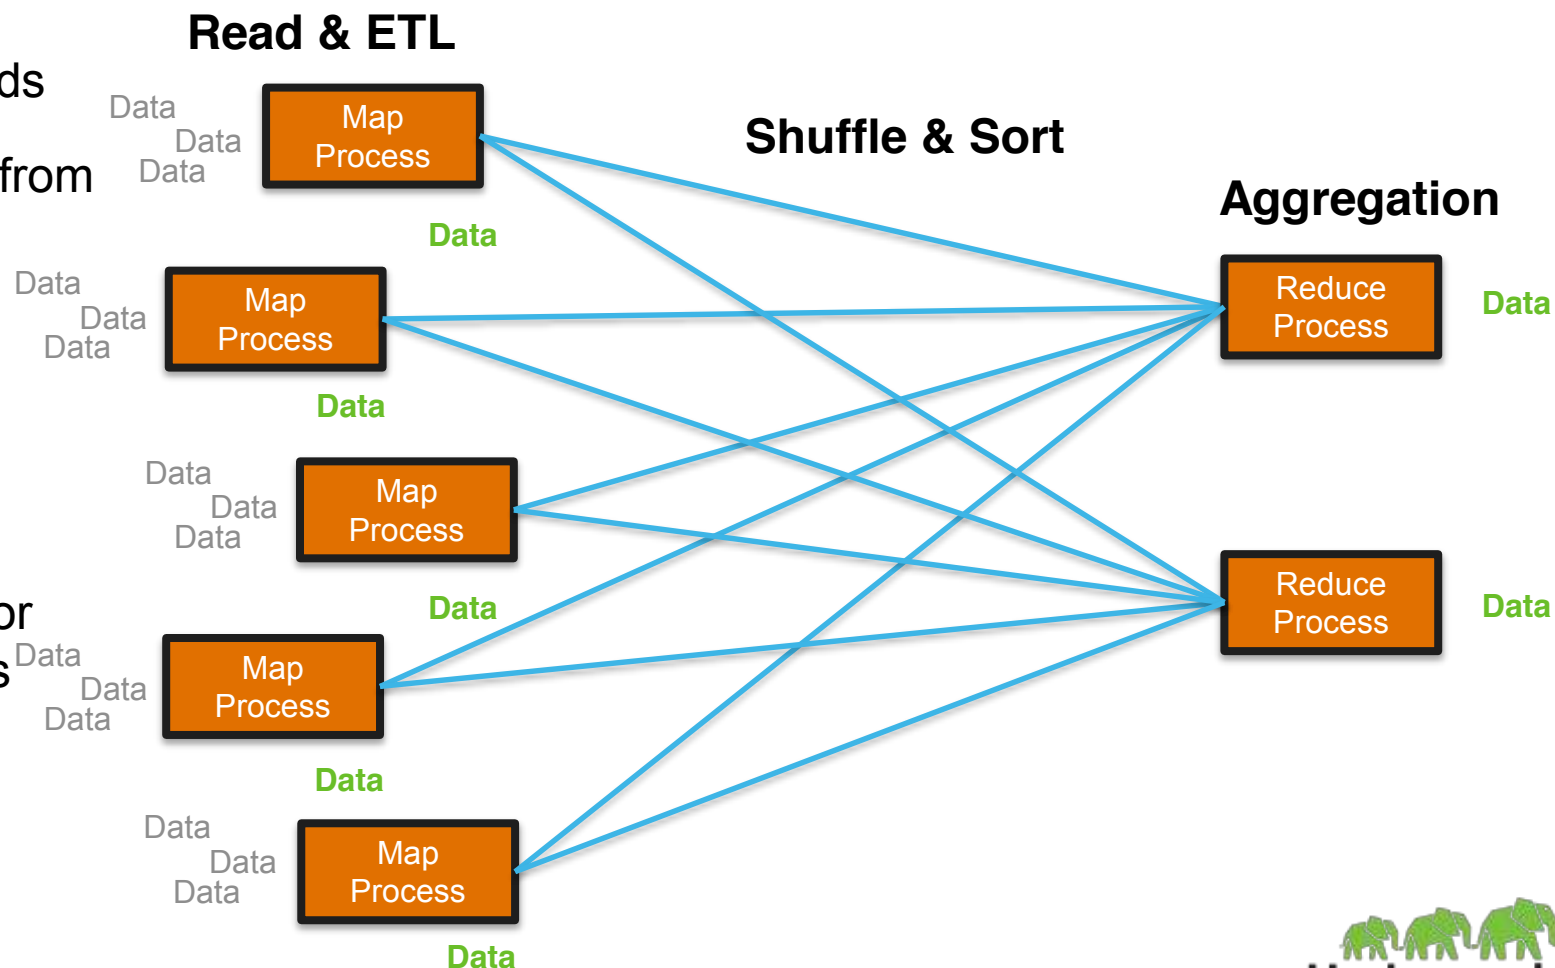 Read & ETL
ds
from
Data
Data
Data
Map
Process
Data
Shuffle & Sort
Aggregation
Data
Data
Data
Map
Process
Data
Reduce
Process
Data
Data
Data
Data
Map
Process
Data
or
s
Data
Data
Data
Map
Process
Data
Reduce
Process
Data
Data
Data
Data
Map
Process
Data